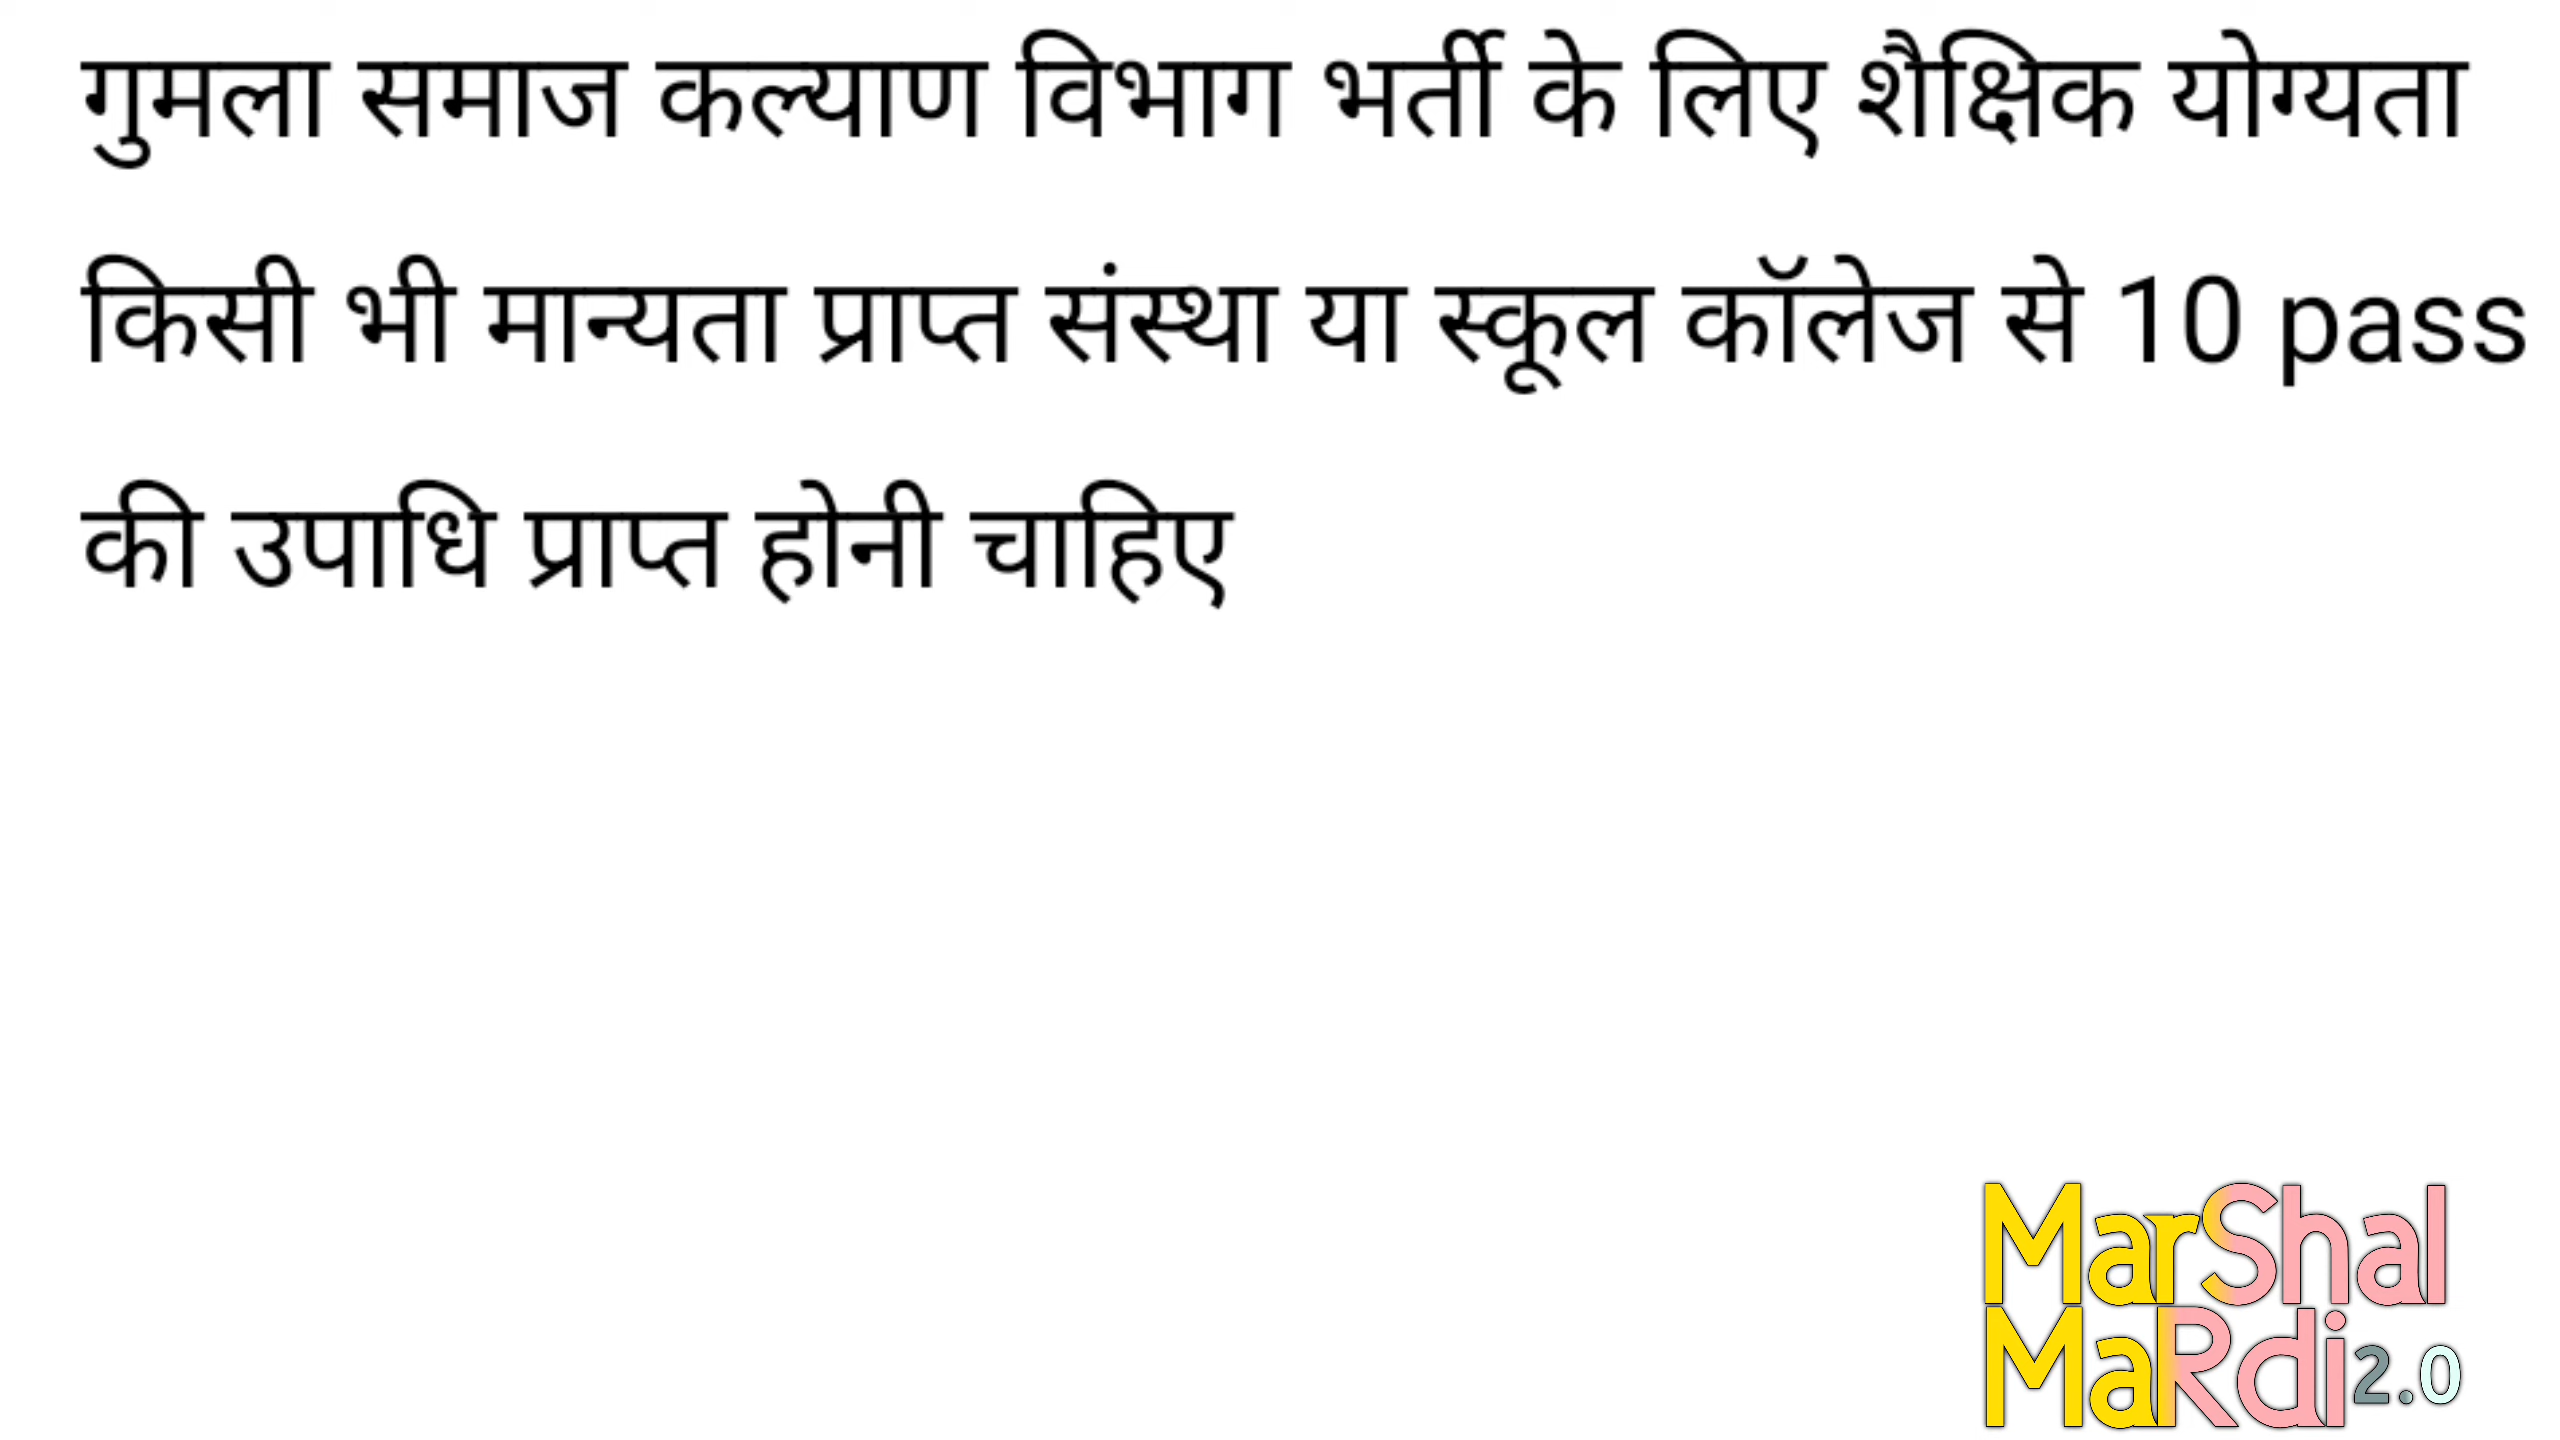 गुमला समाज कल्याण विभाग भर्ती के लिए शैक्षिक योग्यता
किसी भी मान्यता प्राप्त संस्था या स्कूल कॉलेज से 10 pass
की उपाधि प्राप्त होनी चाहिए
MarShal
MaRdi2.0